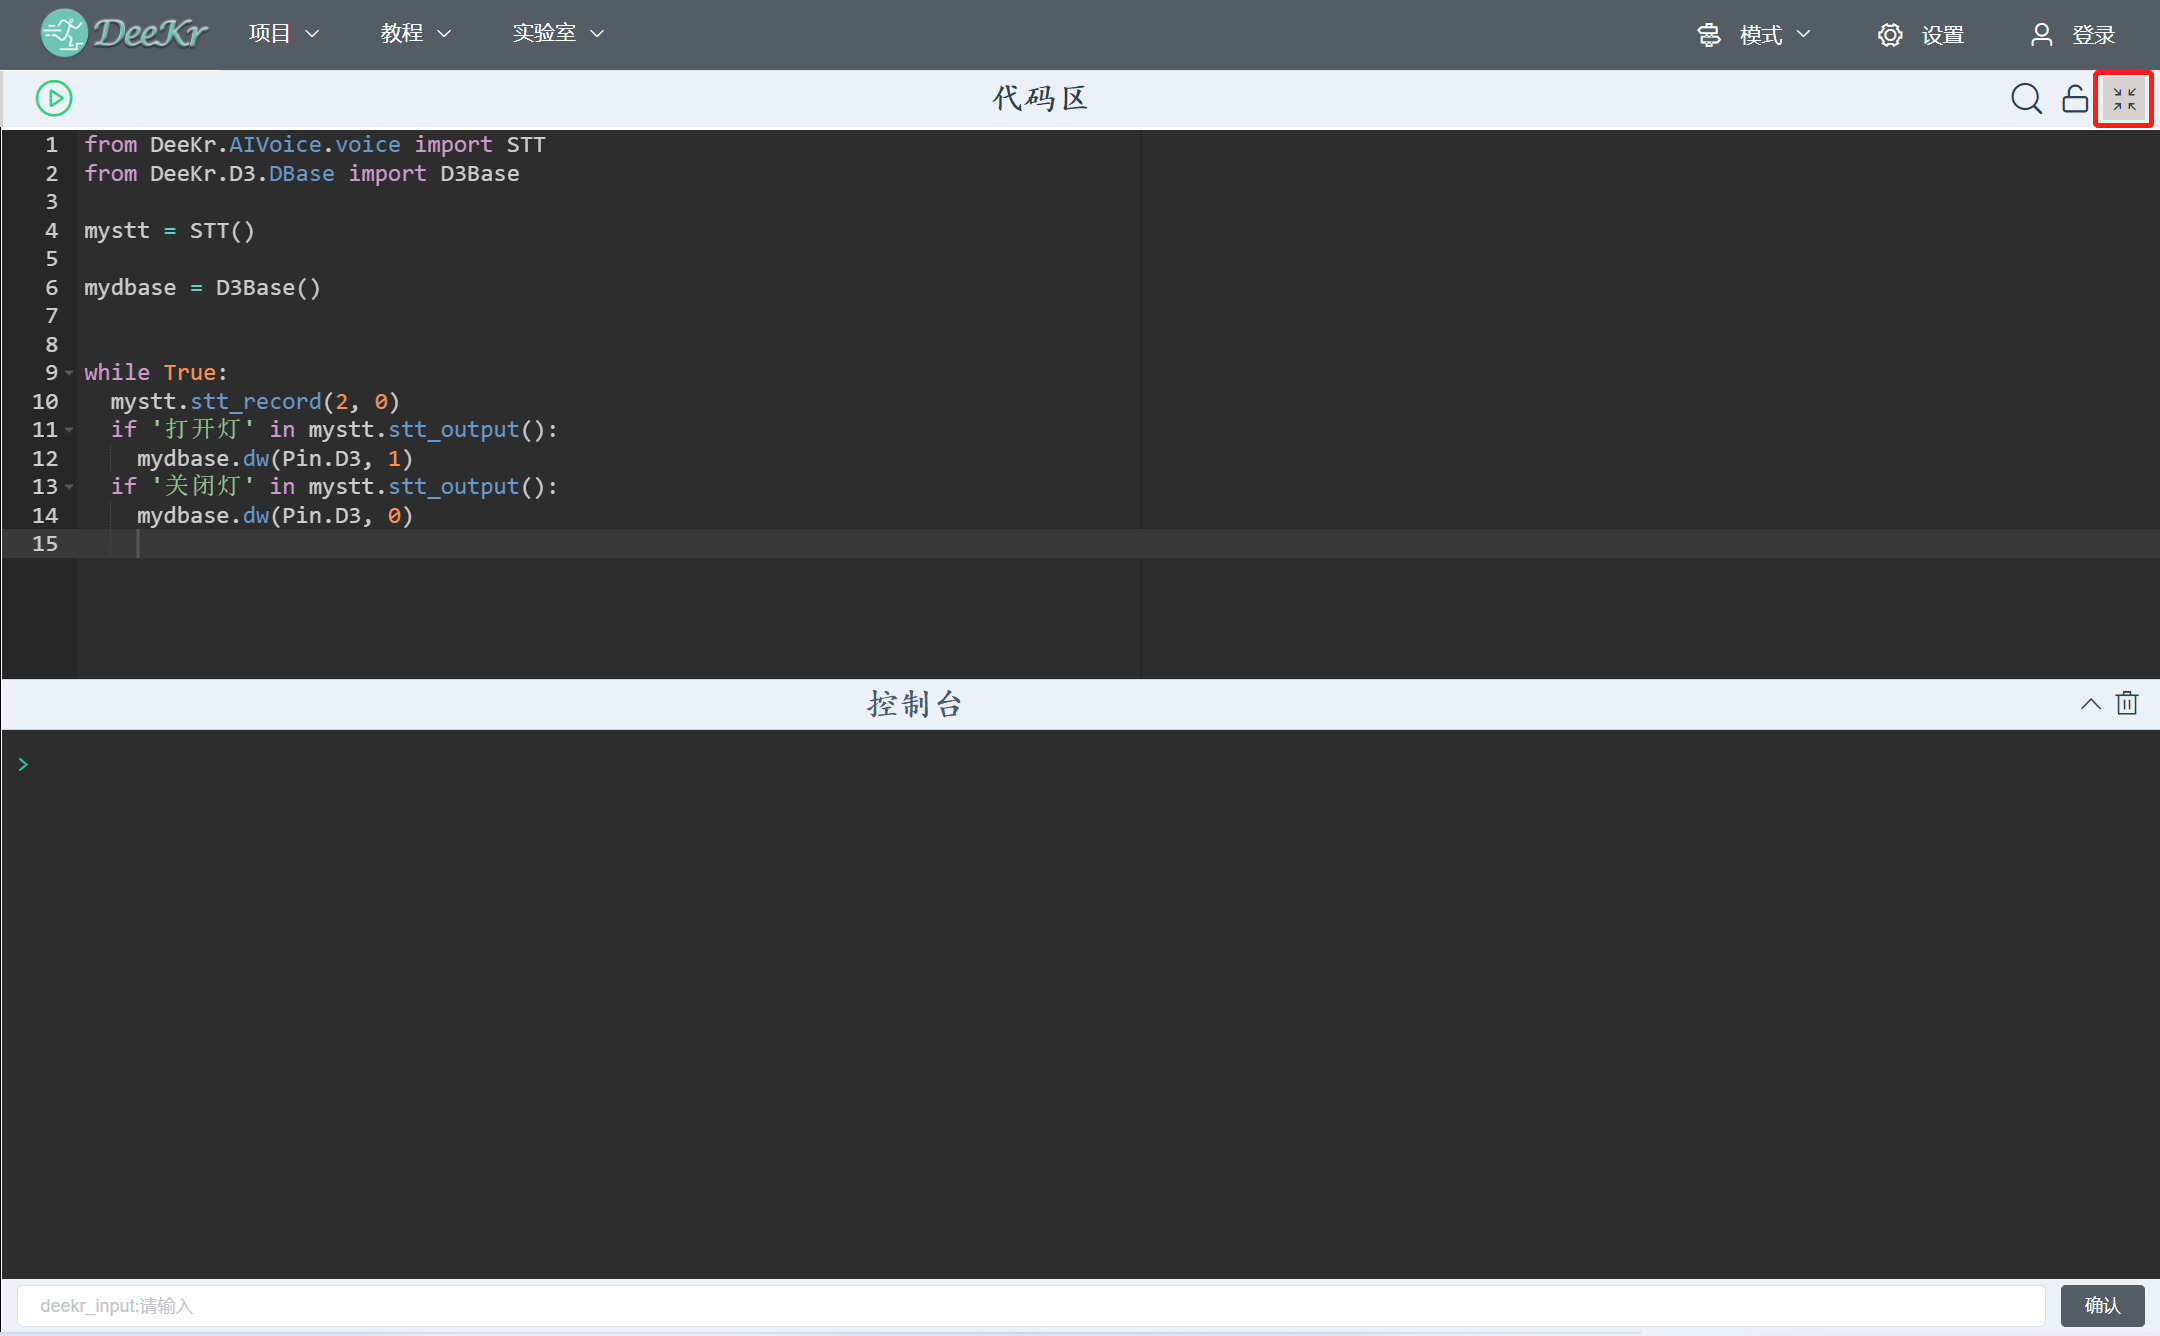 DeeKr 项目 教程 实验室 模式 设置 登录
代码区
1 from DeeKr.AIVoice.voice import STT
2 from DeeKr.D3.DBase import D3Base
3
4 mystt = STT()
5
6 mydbase = D3Base()
7
8
9 while True:
10 mystt.stt_record(2, 0)
11 if '打开灯' in mystt.stt_output():
12 mydbase.dw(Pin.D3, 1)
13 if '关闭灯' in mystt.stt_output():
14 mydbase.dw(Pin.D3, 0)
15
控制台
>
deekr_input:请输入 确认